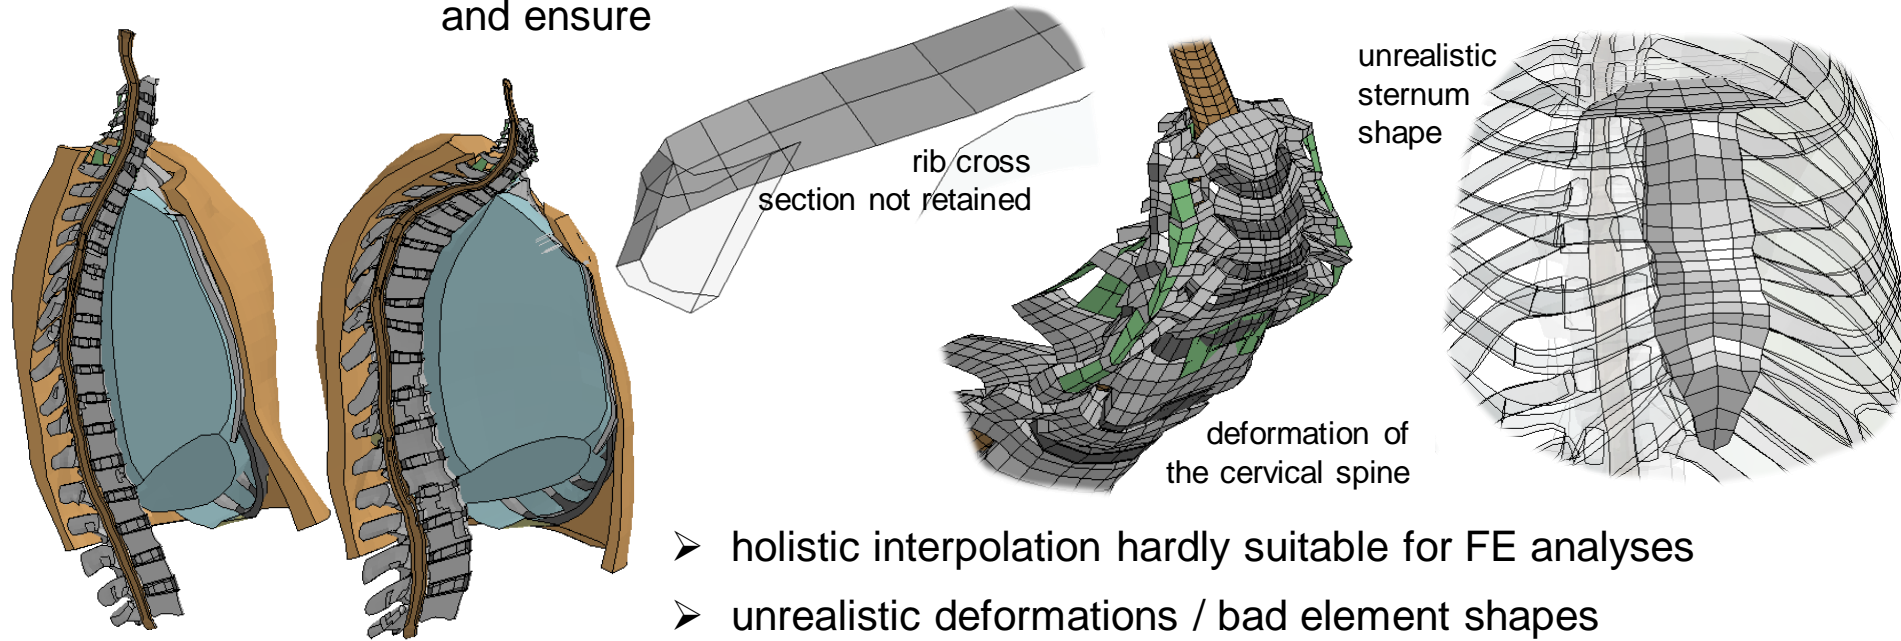 and ensure
rib cross
section not retained
unrealistic
sternum
shape
deformation of
the cervical spine
➢ holistic interpolation hardly suitable for FE analyses
➢ unrealistic deformations / bad element shapes